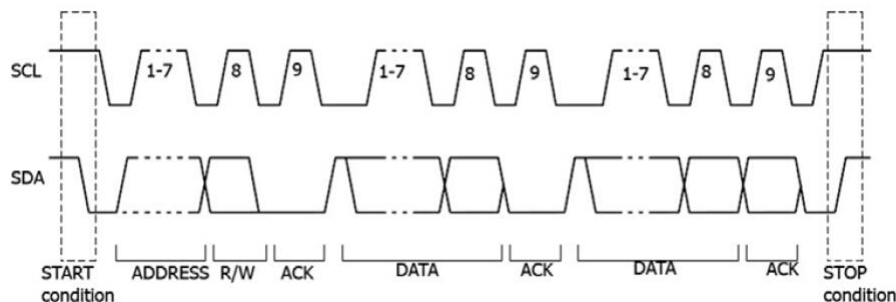 SCL 1-7 8 9 1-7 8 9 1-7 8 9
SDA
START ADDRESS R/W ACK DATA ACK DATA ACK STOP
condition condition